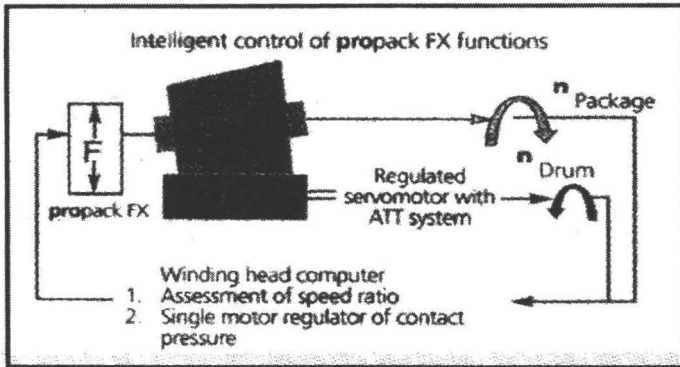 Intelligent control of propack FX functions
n Package
F
n Drum
propack FX
Regulated
servomotor with
ATT system
Winding head computer
1. Assessment of speed ratio
2. Single motor regulator of contact
pressure